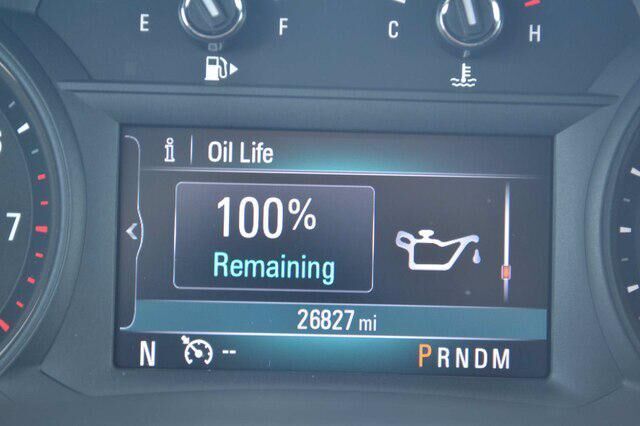 E F C H
i Oil Life
7
100%
Remaining
26827 mi
N -- PRNDM